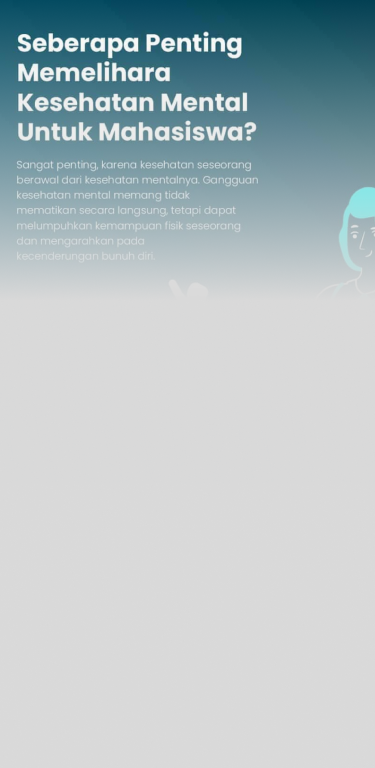 Seberapa Penting
Memelihara
Kesehatan Mental
Untuk Mahasiswa?
Sangat penting, karena kesehatan seseorang
berawal dari kesehatan mentalnya. Gangguan
kesehatan mental memang tidak
mematikan secara langsung, tetapi dapat
melumpuhkan kemampuan fisik seseorang
dan mengarahkan pada
kecenderungan bunuh diri.